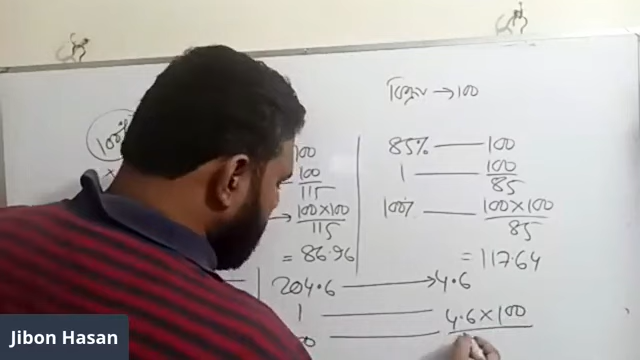 বিক্রয় → 100
100%
100
100
115
→ 100×100
115
= 86.96
85% — 100
1 — 100
85
100% — 100×100
85
= 117.64
204.6 → 4.6
1 — 4.6×100
Jibon Hasan